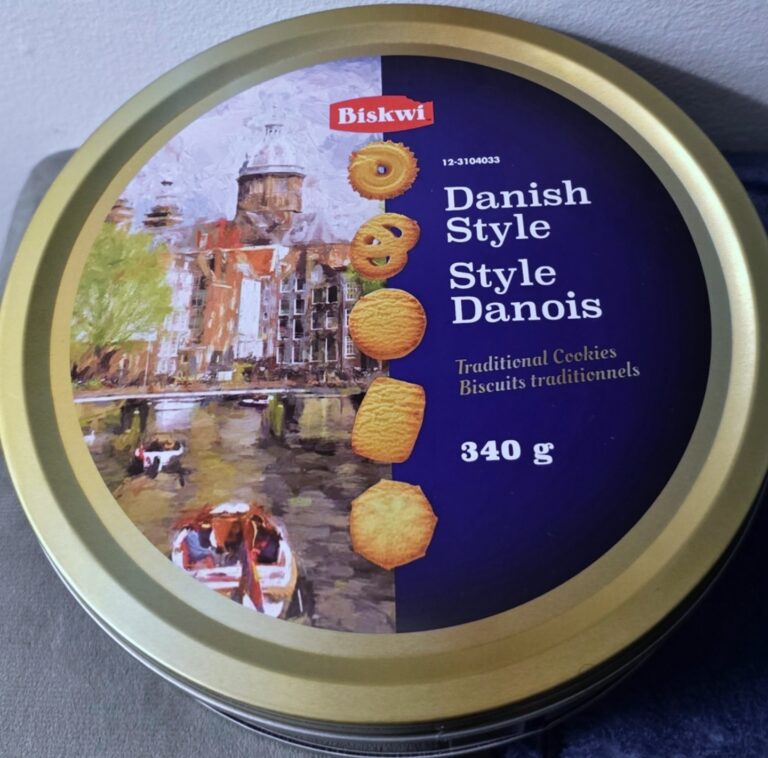 Biskwi
12-3104033
Danish
Style
Style
Danois
Traditional Cookies
Biscuits traditionnels
340 g